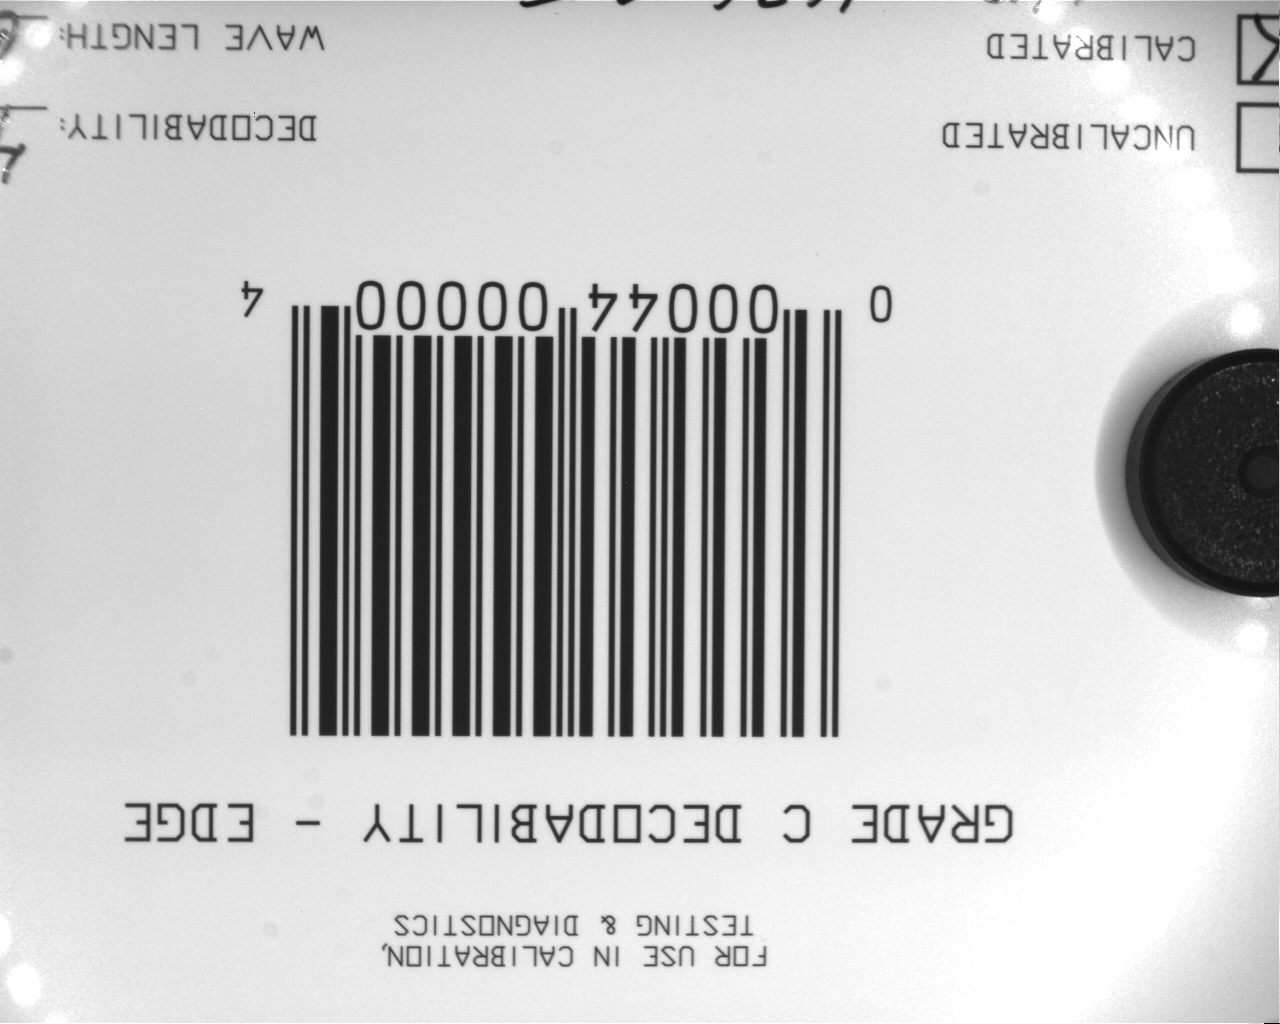 FOR USE IN CALIBRATION,
TESTING & DIAGNOSTICS
GRADE C DECODABILITY - EDGE
0 00044 00000 4
UNCALIBRATED DECODABILITY:
CALIBRATED WAVE LENGTH: